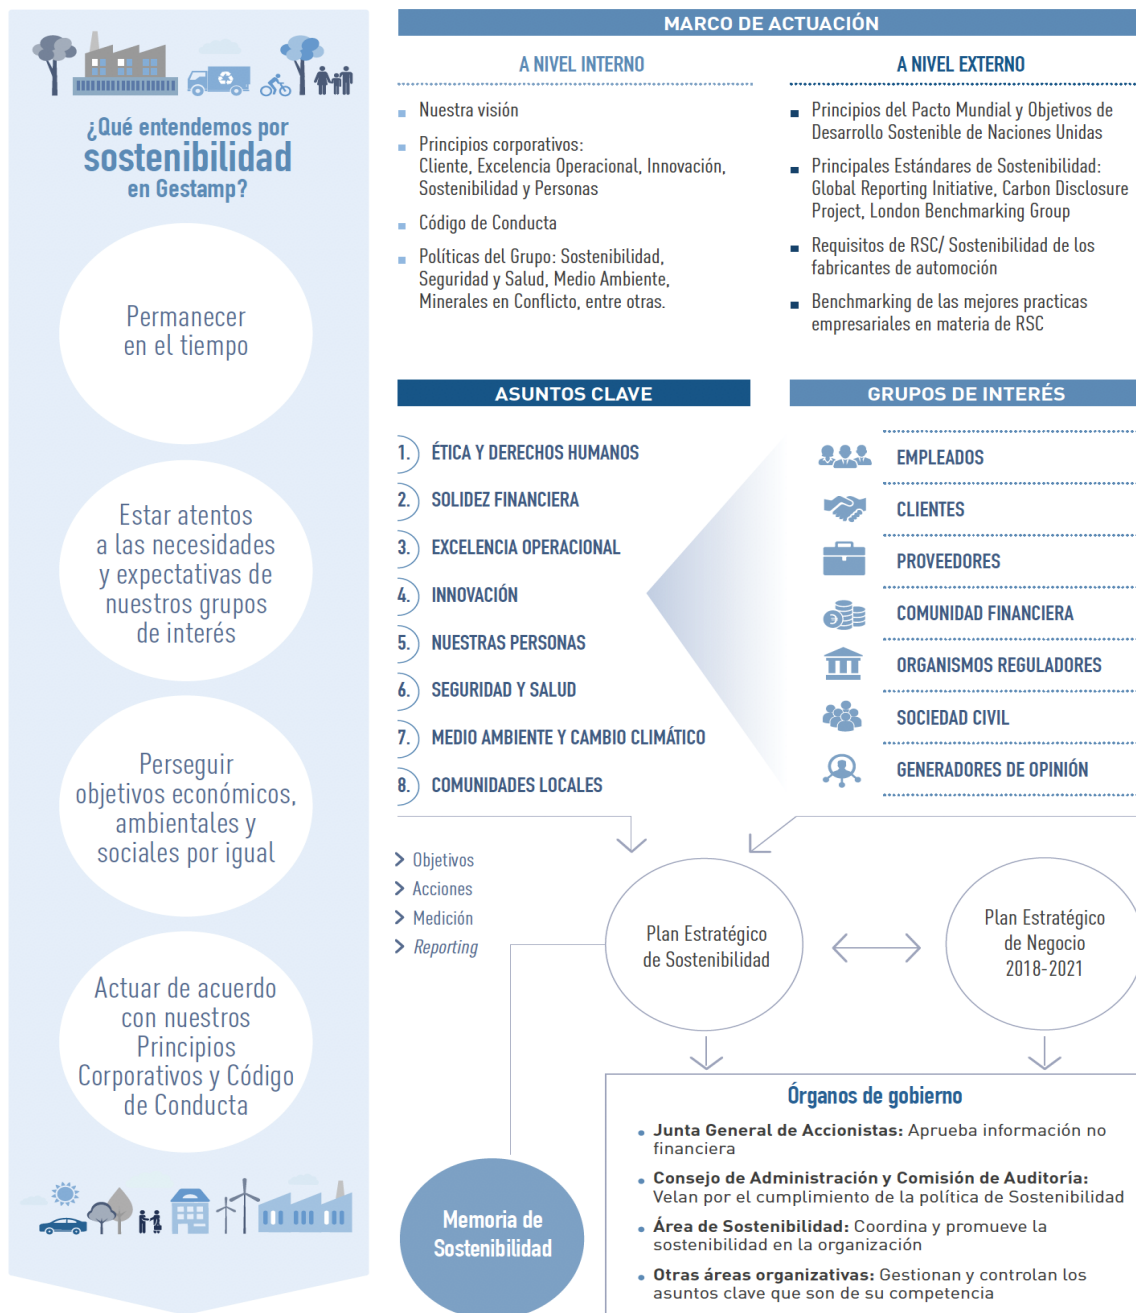 ¿Qué entendemos por
sostenibilidad
en Gestamp?
Permanecer
en el tiempo
Estar atentos
a las necesidades
y expectativas de
nuestros grupos
de interés
Perseguir
objetivos económicos,
ambientales y
sociales por igual
Actuar de acuerdo
con nuestros
Principios
Corporativos y Código
de Conducta
MARCO DE ACTUACIÓN
A NIVEL INTERNO
Nuestra visión
Principios corporativos:
Cliente, Excelencia Operacional, Innovación,
Sostenibilidad y Personas
Código de Conducta
Políticas del Grupo: Sostenibilidad,
Seguridad y Salud, Medio Ambiente,
Minerales en Conflicto, entre otras.
A NIVEL EXTERNO
Principios del Pacto Mundial y Objetivos de
Desarrollo Sostenible de Naciones Unidas
Principales Estándares de Sostenibilidad:
Global Reporting Initiative, Carbon Disclosure
Project, London Benchmarking Group
Requisitos de RSC/ Sostenibilidad de los
fabricantes de automoción
Benchmarking de las mejores practicas
empresariales en materia de RSC
ASUNTOS CLAVE
1. ÉTICA Y DERECHOS HUMANOS
2. SOLIDEZ FINANCIERA
3. EXCELENCIA OPERACIONAL
4. INNOVACIÓN
5. NUESTRAS PERSONAS
6. SEGURIDAD Y SALUD
7. MEDIO AMBIENTE Y CAMBIO CLIMÁTICO
8. COMUNIDADES LOCALES
GRUPOS DE INTERÉS
EMPLEADOS
CLIENTES
PROVEEDORES
COMUNIDAD FINANCIERA
ORGANISMOS REGULADORES
SOCIEDAD CIVIL
GENERADORES DE OPINIÓN
> Objetivos
> Acciones
> Medición
> Reporting
Plan Estratégico
de Sostenibilidad
Plan Estratégico
de Negocio
2018-2021
Memoria de
Sostenibilidad
Órganos de gobierno
• Junta General de Accionistas: Aprueba información no
financiera
• Consejo de Administración y Comisión de Auditoría:
Velan por el cumplimiento de la política de Sostenibilidad
• Área de Sostenibilidad: Coordina y promueve la
sostenibilidad en la organización
• Otras áreas organizativas: Gestionan y controlan los
asuntos clave que son de su competencia